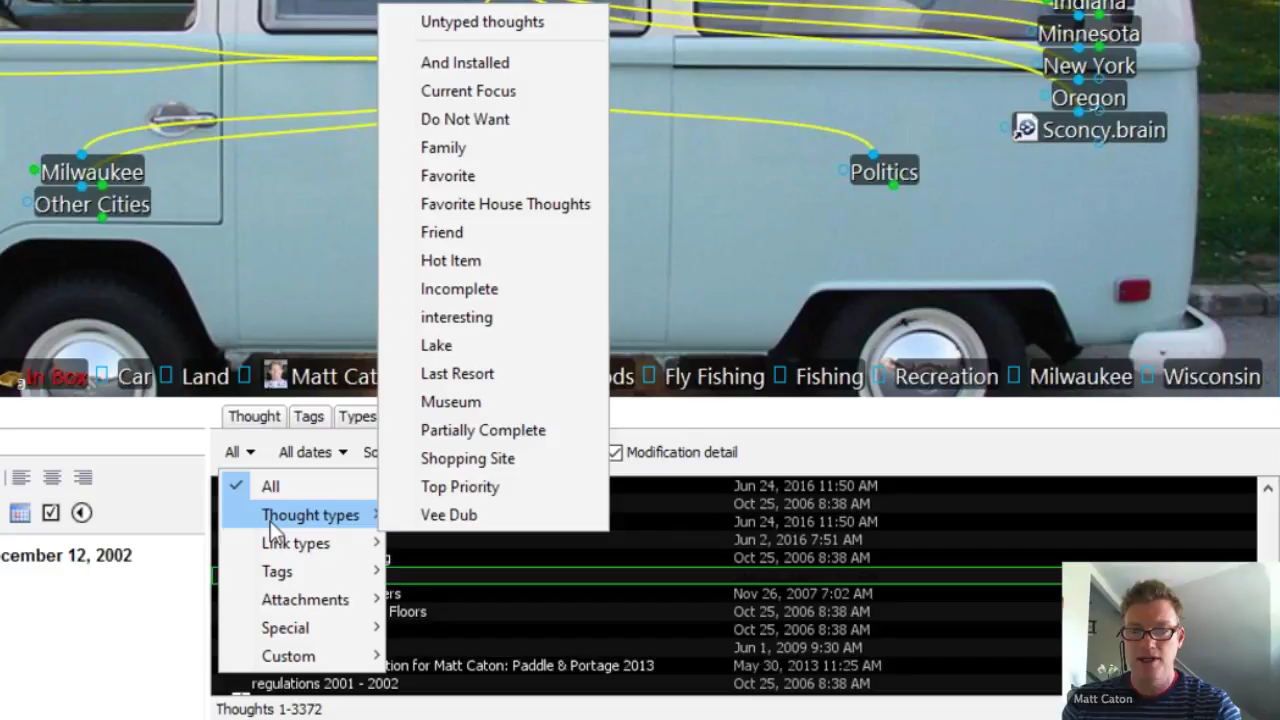 Untyped thoughts
And Installed
Current Focus
Do Not Want
Family
Favorite
Favorite House Thoughts
Friend
Hot Item
Incomplete
interesting
Lake
Last Resort
Museum
Partially Complete
Shopping Site
Top Priority
Vee Dub
Indiana
Minnesota
New York
Oregon
Sconcy.brain
Milwaukee
Other Cities
Politics
In Box Car Land Matt Cat ds Fly Fishing Fishing Recreation Milwaukee Wisconsin
Thought Tags Types
All All dates So Modification detail
All
Thought types
Link types
Tags
Attachments
Special
Custom
Jun 24, 2016 11:50 AM
Oct 25, 2006 8:38 AM
Jun 24, 2016 11:50 AM
Jun 2, 2016 7:51 AM
g Oct 25, 2006 8:38 AM
ers Nov 26, 2007 7:02 AM
Floors Oct 25, 2006 8:38 AM
Oct 25, 2006 8:38 AM
Jun 1, 2009 9:30 AM
tion for Matt Caton: Paddle & Portage 2013 May 30, 2013 11:25 AM
regulations 2001 - 2002 Oct 25, 2006 8:38 AM
Thoughts 1-3372
cember 12, 2002
Matt Caton